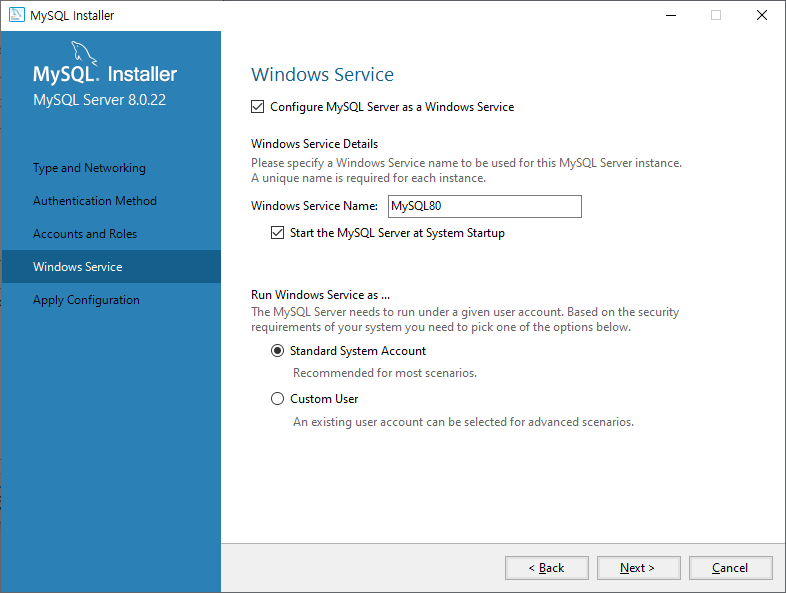 MySQL Installer
MySQL® Installer
MySQL Server 8.0.22
Type and Networking
Authentication Method
Accounts and Roles
Windows Service
Apply Configuration
Windows Service
Configure MySQL Server as a Windows Service
Windows Service Details
Please specify a Windows Service name to be used for this MySQL Server instance.
A unique name is required for each instance.
Windows Service Name: MySQL80
Start the MySQL Server at System Startup
Run Windows Service as ...
The MySQL Server needs to run under a given user account. Based on the security
requirements of your system you need to pick one of the options below.
Standard System Account
Recommended for most scenarios.
Custom User
An existing user account can be selected for advanced scenarios.
< Back Next > Cancel